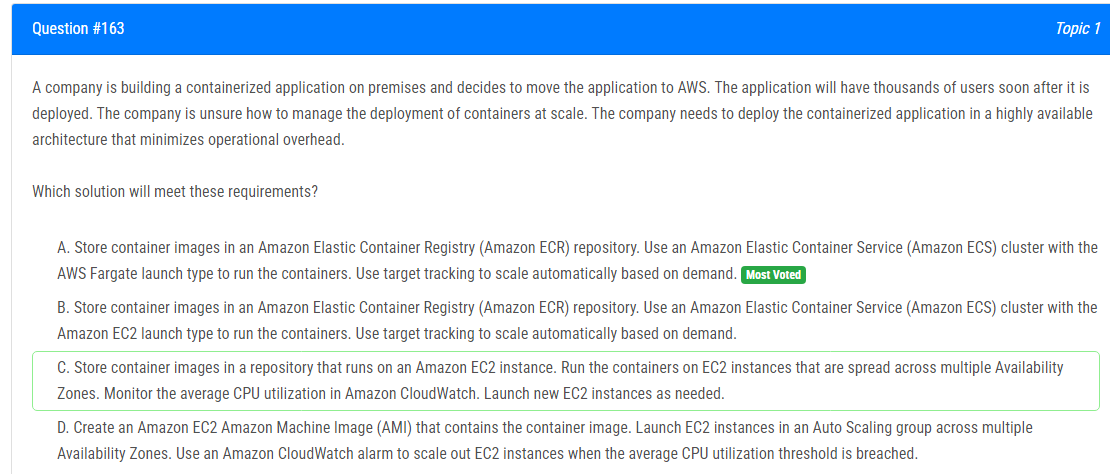 Question #163
Topic 1
A company is building a containerized application on premises and decides to move the application to AWS. The application will have thousands of users soon after it is
deployed. The company is unsure how to manage the deployment of containers at scale. The company needs to deploy the containerized application in a highly available
architecture that minimizes operational overhead.
Which solution will meet these requirements?
A. Store container images in an Amazon Elastic Container Registry (Amazon ECR) repository. Use an Amazon Elastic Container Service (Amazon ECS) cluster with the
AWS Fargate launch type to run the containers. Use target tracking to scale automatically based on demand. Most Voted
B. Store container images in an Amazon Elastic Container Registry (Amazon ECR) repository. Use an Amazon Elastic Container Service (Amazon ECS) cluster with the
Amazon EC2 launch type to run the containers. Use target tracking to scale automatically based on demand.
C. Store container images in a repository that runs on an Amazon EC2 instance. Run the containers on EC2 instances that are spread across multiple Availability
Zones. Monitor the average CPU utilization in Amazon CloudWatch. Launch new EC2 instances as needed.
D. Create an Amazon EC2 Amazon Machine Image (AMI) that contains the container image. Launch EC2 instances in an Auto Scaling group across multiple
Availability Zones. Use an Amazon CloudWatch alarm to scale out EC2 instances when the average CPU utilization threshold is breached.